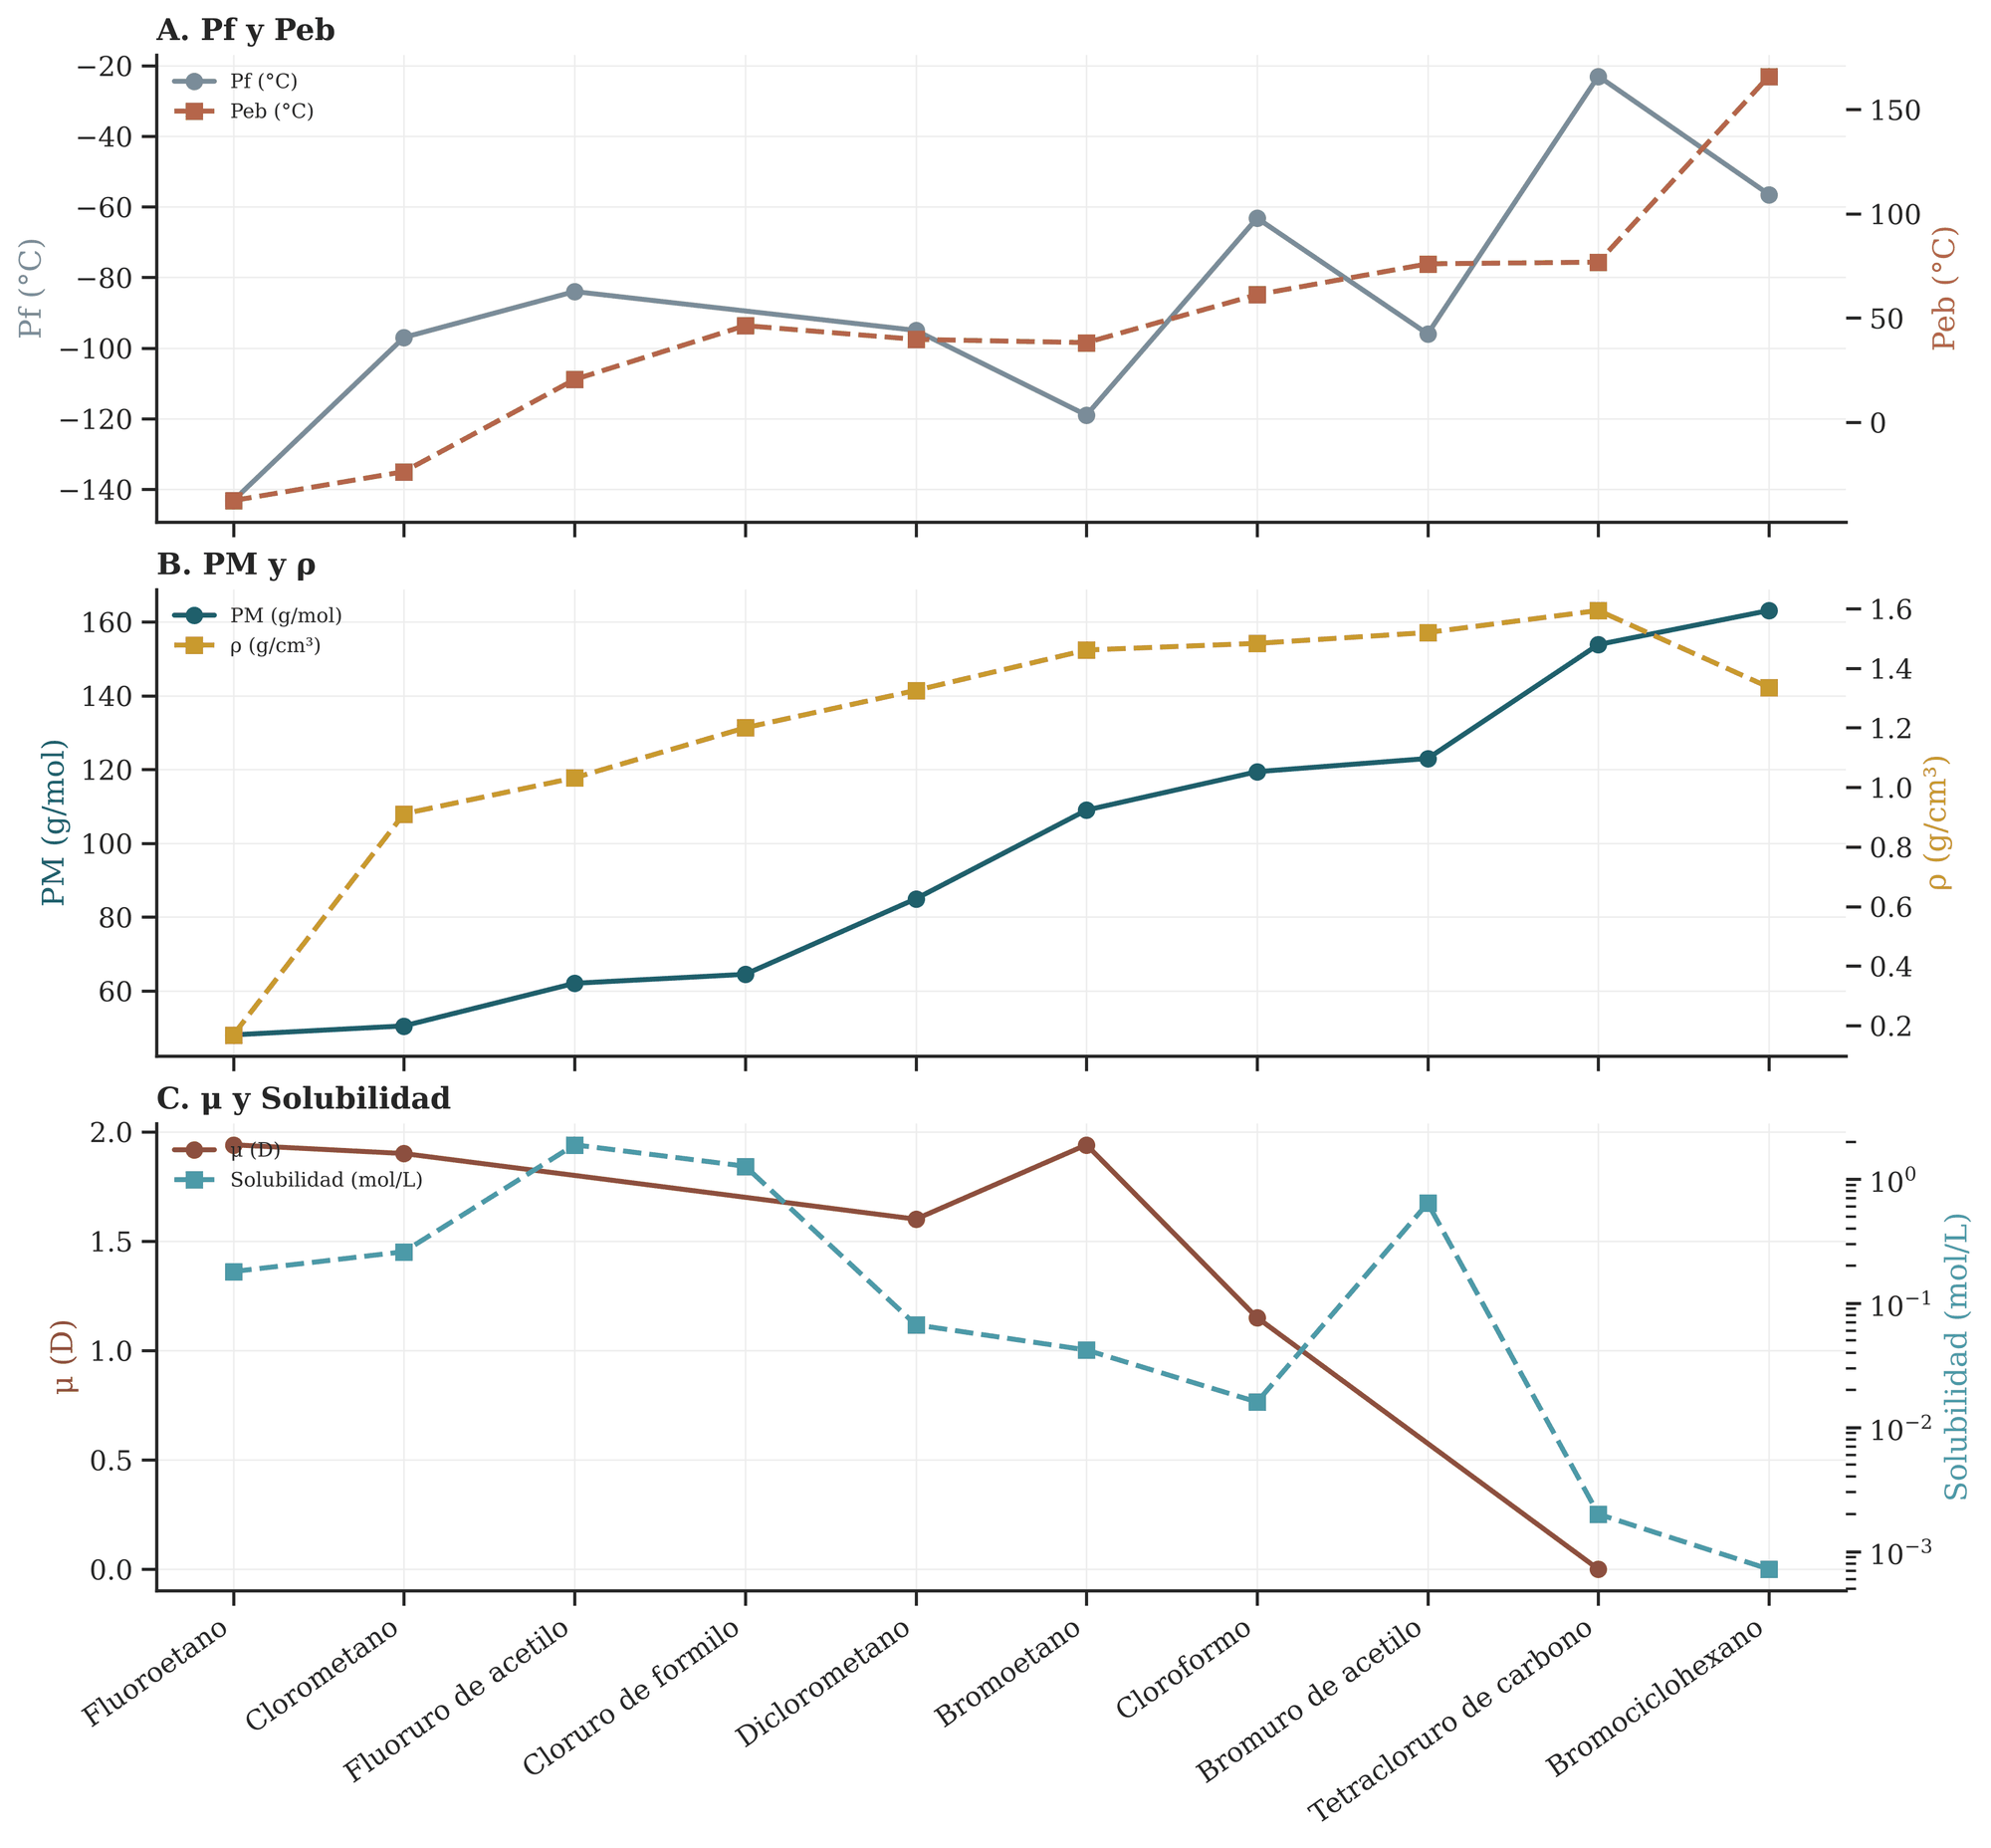 A. Pf y Peb
Pf (°C)
Peb (°C)
−20
−40
−60
−80
−100
−120
−140
Pf (°C)
150
100
50
0
Peb (°C)
B. PM y ρ
PM (g/mol)
ρ (g/cm³)
160
140
120
100
80
60
PM (g/mol)
1.6
1.4
1.2
1.0
0.8
0.6
0.4
0.2
ρ (g/cm³)
C. μ y Solubilidad
μ (D)
Solubilidad (mol/L)
2.0
1.5
1.0
0.5
0.0
μ (D)
10⁰
10⁻¹
10⁻²
10⁻³
Solubilidad (mol/L)
Fluoroetano
Clorometano
Fluoruro de acetilo
Cloruro de formilo
Diclorometano
Bromoetano
Cloroformo
Bromuro de acetilo
Tetracloruro de carbono
Bromociclohexano